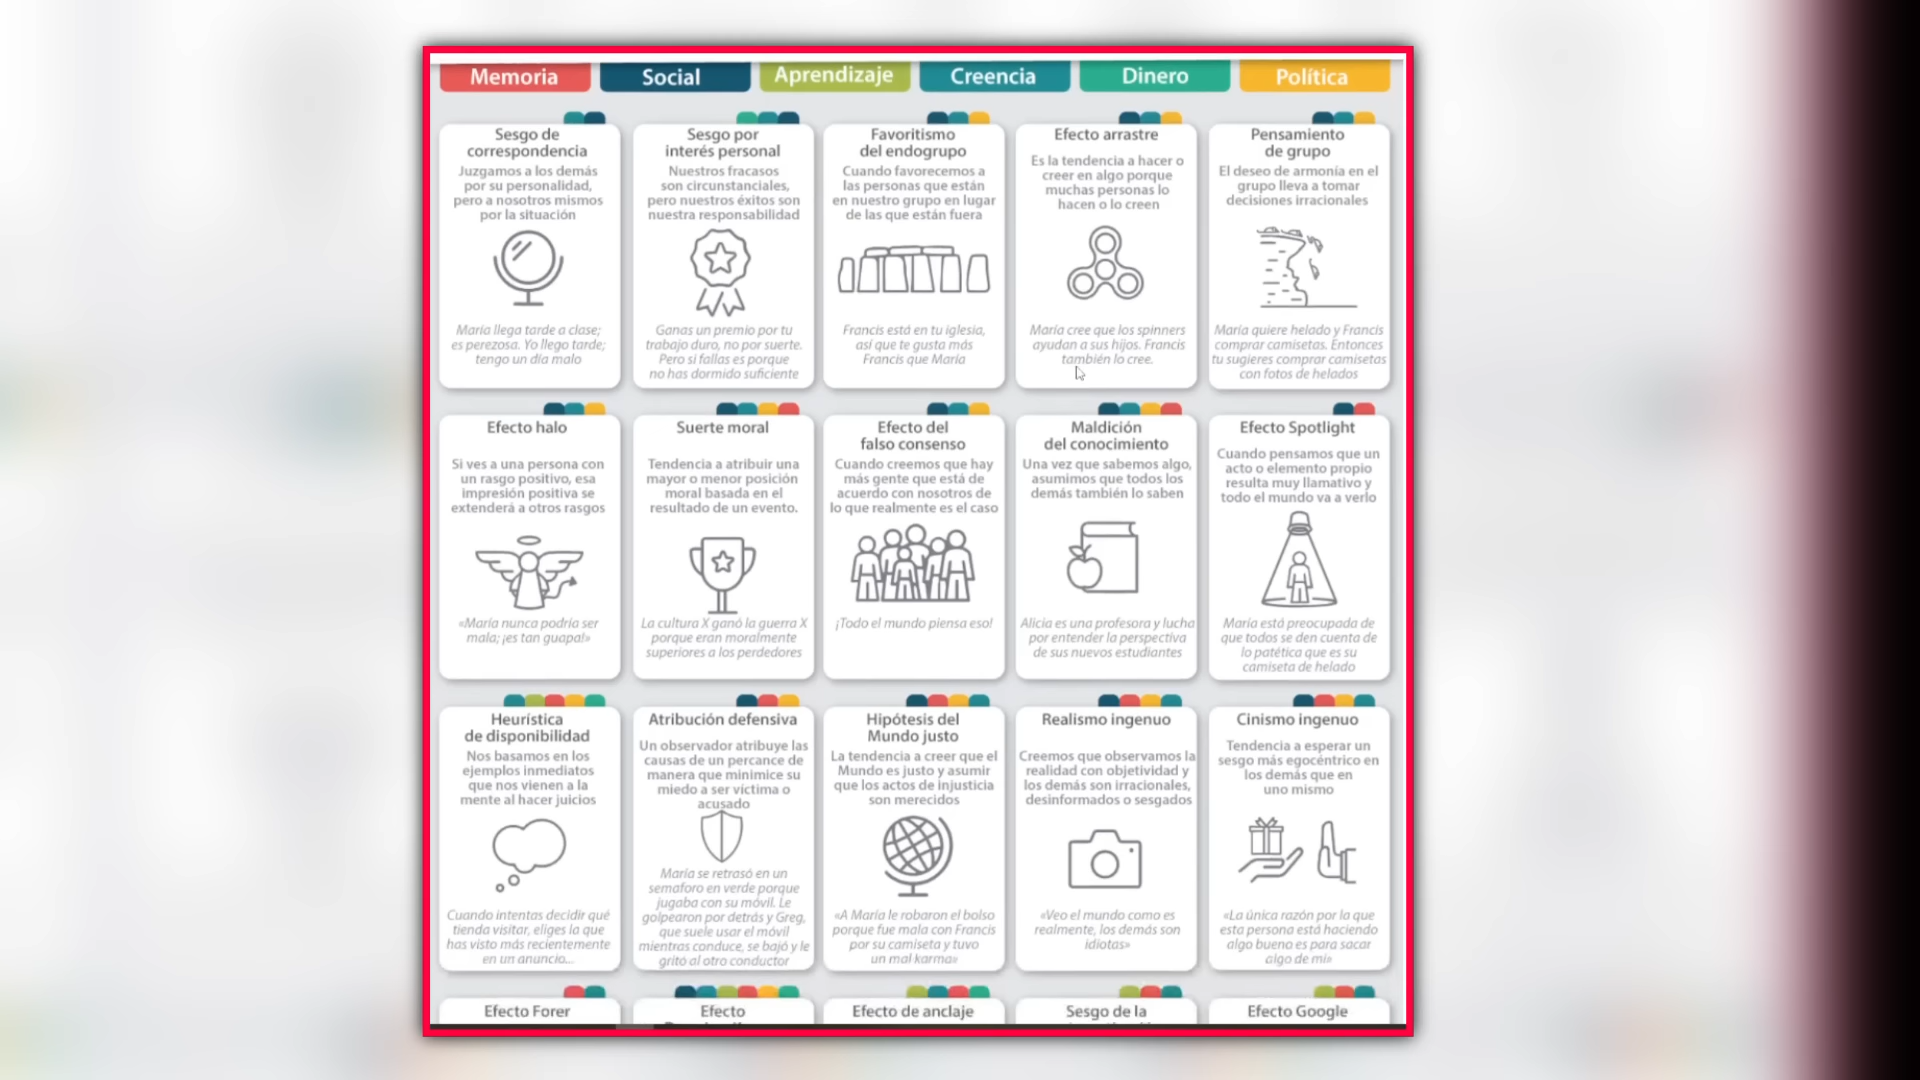 Memoria
Social
Aprendizaje
Creencia
Dinero
Política
Sesgo de
correspondencia
Juzgamos a los demás
por su personalidad,
pero a nosotros mismos
por la situación
María llega tarde a clase;
es perezosa. Yo llego tarde;
tengo un día malo
Sesgo por
interés personal
Nuestros fracasos
son circunstanciales,
pero nuestros éxitos son
nuestra responsabilidad
Ganas un premio por tu
trabajo duro, no por suerte.
Pero si fallas es porque
no has dormido suficiente
Favoritismo
del endogrupo
Cuando favorecemos a
las personas que están
en nuestro grupo en lugar
de las que están fuera
Francis está en tu iglesia,
así que te gusta más
Francis que María
Efecto arrastre
Es la tendencia a hacer o
creer en algo porque
muchas personas lo
hacen o lo creen
María cree que los spinners
ayudan a sus hijos. Francis
también lo cree.
Pensamiento
de grupo
El deseo de armonía en el
grupo lleva a tomar
decisiones irracionales
María quiere helado y Francis
comprar camisetas. Entonces
tu sugieres comprar camisetas
con fotos de helados
Efecto halo
Si ves a una persona con
un rasgo positivo, esa
impresión positiva se
extenderá a otros rasgos
«María nunca podría ser
mala; ¡es tan guapa!»
Suerte moral
Tendencia a atribuir una
mayor o menor posición
moral basada en el
resultado de un evento.
La cultura X ganó la guerra X
porque eran moralmente
superiores a los perdedores
Efecto del
falso consenso
Cuando creemos que hay
más gente que está de
acuerdo con nosotros de
lo que realmente es el caso
¡Todo el mundo piensa eso!
Maldición
del conocimiento
Una vez que sabemos algo,
asumimos que todos los
demás también lo saben
Alicia es una profesora y lucha
por entender la perspectiva
de sus nuevos estudiantes
Efecto Spotlight
Cuando pensamos que un
acto o elemento propio
resulta muy llamativo y
todo el mundo va a verlo
María está preocupada de
que todos se den cuenta de
lo patética que es su
camiseta de helado
Heurística
de disponibilidad
Nos basamos en los
ejemplos inmediatos
que nos vienen a la
mente al hacer juicios
Cuando intentas decidir qué
tienda visitar, eliges la que
has visto más recientemente
en un anuncio...
Atribución defensiva
Un observador atribuye las
causas de un percance de
manera que minimice su
miedo a ser víctima o
acusado
María se retrasó en un
semaforo en verde porque
jugaba con su móvil. Le
golpearon por detrás y Greg,
que suele usar el móvil
mientras conduce, se bajó y le
gritó al otro conductor
Hipótesis del
Mundo justo
La tendencia a creer que el
Mundo es justo y asumir
que los actos de injusticia
son merecidos
«A María le robaron el bolso
porque fue mala con Francis
por su camiseta y tuvo
un mal karma»
Realismo ingenuo
Creemos que observamos la
realidad con objetividad y
los demás son irracionales,
desinformados o sesgados
«Veo el mundo como es
realmente, los demás son
idiotas»
Cinismo ingenuo
Tendencia a esperar un
sesgo más egocéntrico en
los demás que en
uno mismo
«La única razón por la que
esta persona está haciendo
algo bueno es para sacar
algo de mi»
Efecto Forer
Efecto
Efecto de anclaje
Sesgo de la
Efecto Google